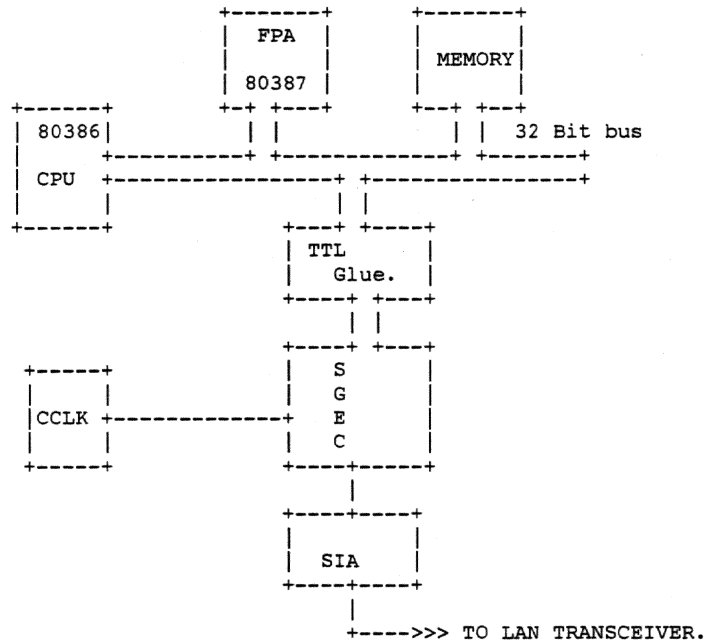 FPA
80387
MEMORY
80386
CPU
32 Bit bus
TTL
Glue.
S
G
E
C
CCLK
SIA
TO LAN TRANSCEIVER.